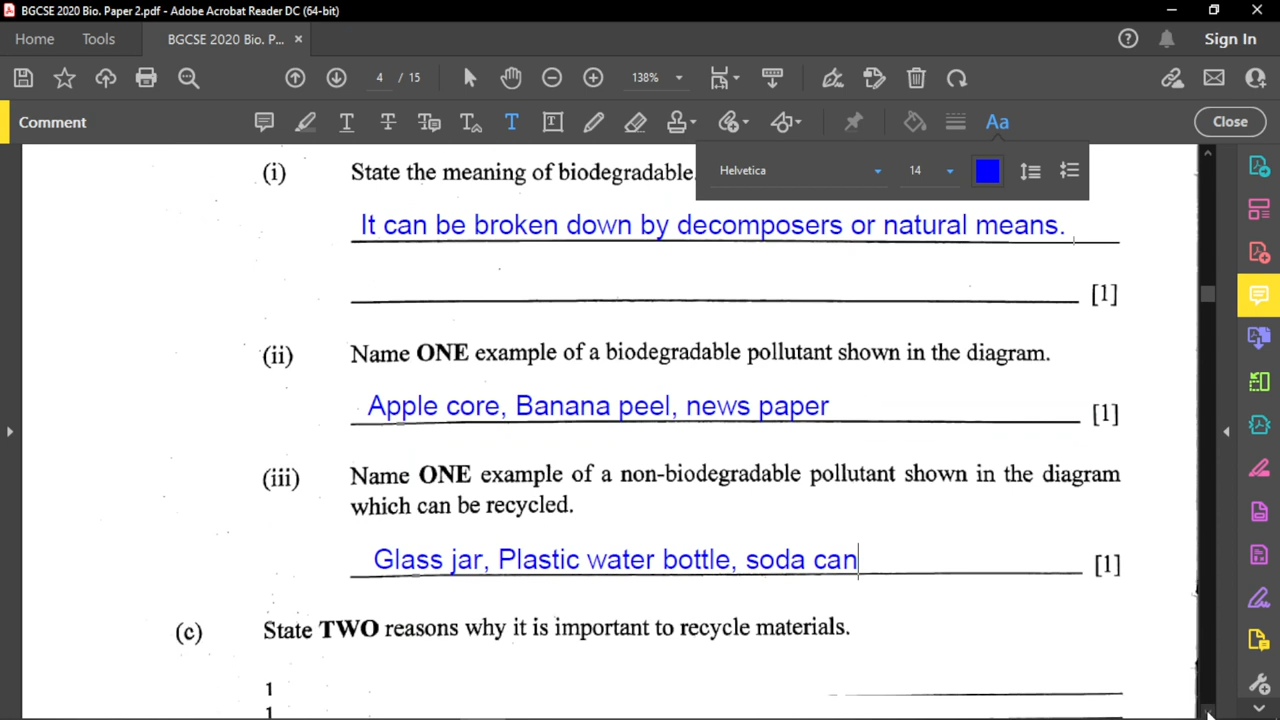 BGCSE 2020 Bio. Paper 2.pdf - Adobe Acrobat Reader DC (64-bit)
Home Tools BGCSE 2020 Bio. P... × Sign In
4 / 15 138%
Comment Close
Helvetica 14
(i) State the meaning of biodegradable.
It can be broken down by decomposers or natural means.
[1]
(ii) Name ONE example of a biodegradable pollutant shown in the diagram.
Apple core, Banana peel, news paper
[1]
(iii) Name ONE example of a non-biodegradable pollutant shown in the diagram
which can be recycled.
Glass jar, Plastic water bottle, soda can
[1]
(c) State TWO reasons why it is important to recycle materials.
1
1